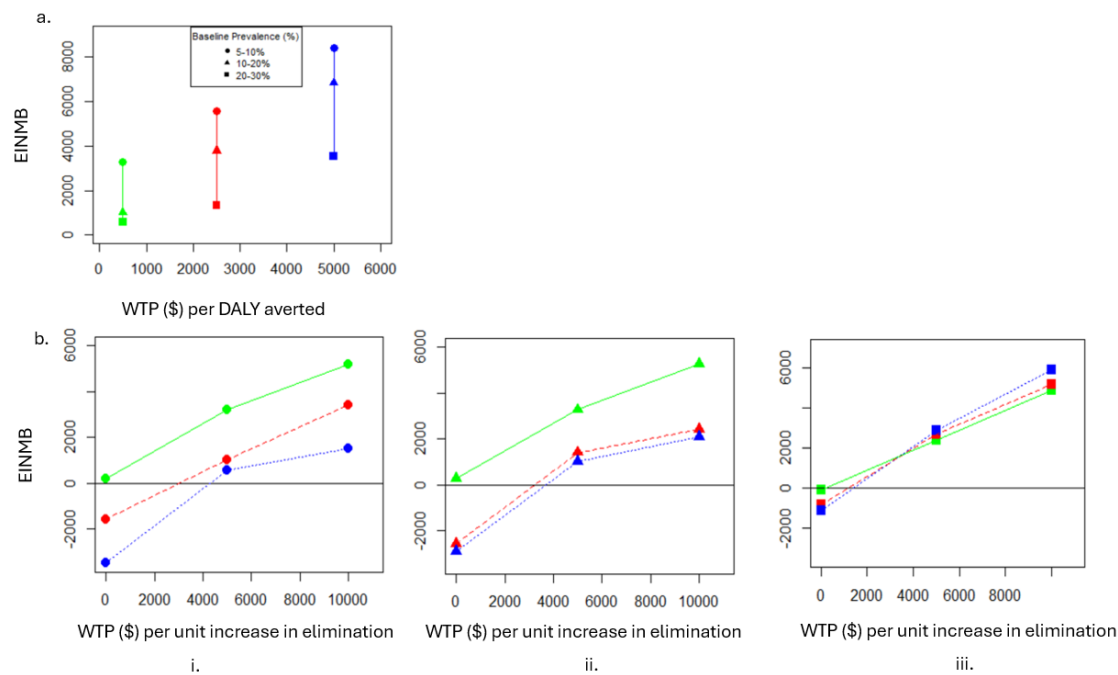 a.
EINMB
0 2000 4000 6000 8000
Baseline Prevalence (%)
5-10%
10-20%
20-30%
0 1000 2000 3000 4000 5000 6000
WTP ($) per DALY averted
b.
EINMB
-2000 0 2000 6000
0 2000 4000 6000 8000 10000
WTP ($) per unit increase in elimination
i.
-2000 0 2000 6000
0 2000 4000 6000 8000 10000
WTP ($) per unit increase in elimination
ii.
-2000 0 2000 6000
0 2000 4000 6000 8000
WTP ($) per unit increase in elimination
iii.